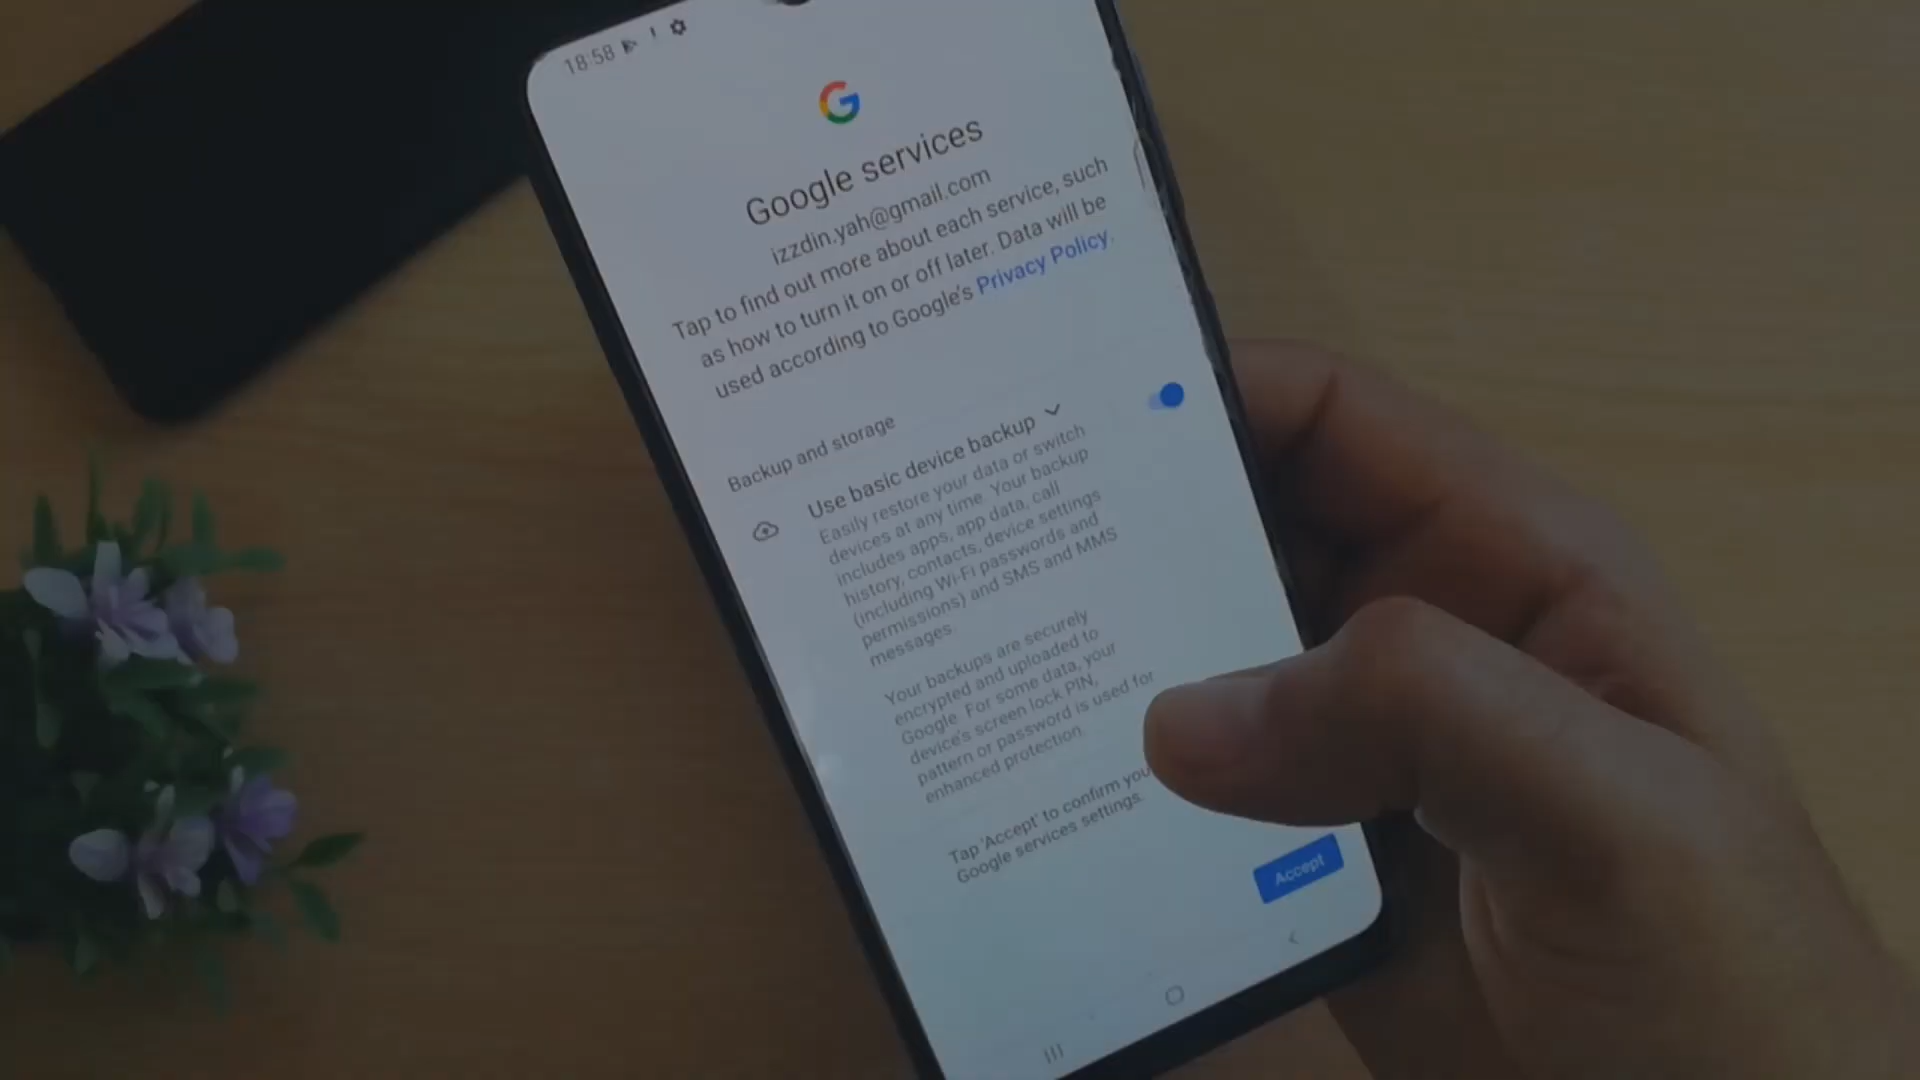 18:58
Google services
izzdin.yah@gmail.com
Tap to find out more about each service, such
as how to turn it on or off later. Data will be
used according to Google's Privacy Policy.
Backup and storage
Use basic device backup
Easily restore your data or switch
devices at any time. Your backup
includes apps, app data, call
history, contacts, device settings
(including Wi-Fi passwords and
permissions) and SMS and MMS
messages.
Your backups are securely
encrypted and uploaded to
Google. For some data, your
device's screen lock PIN,
pattern or password is used for
enhanced protection.
Tap 'Accept' to confirm
Google services settings.
Accept